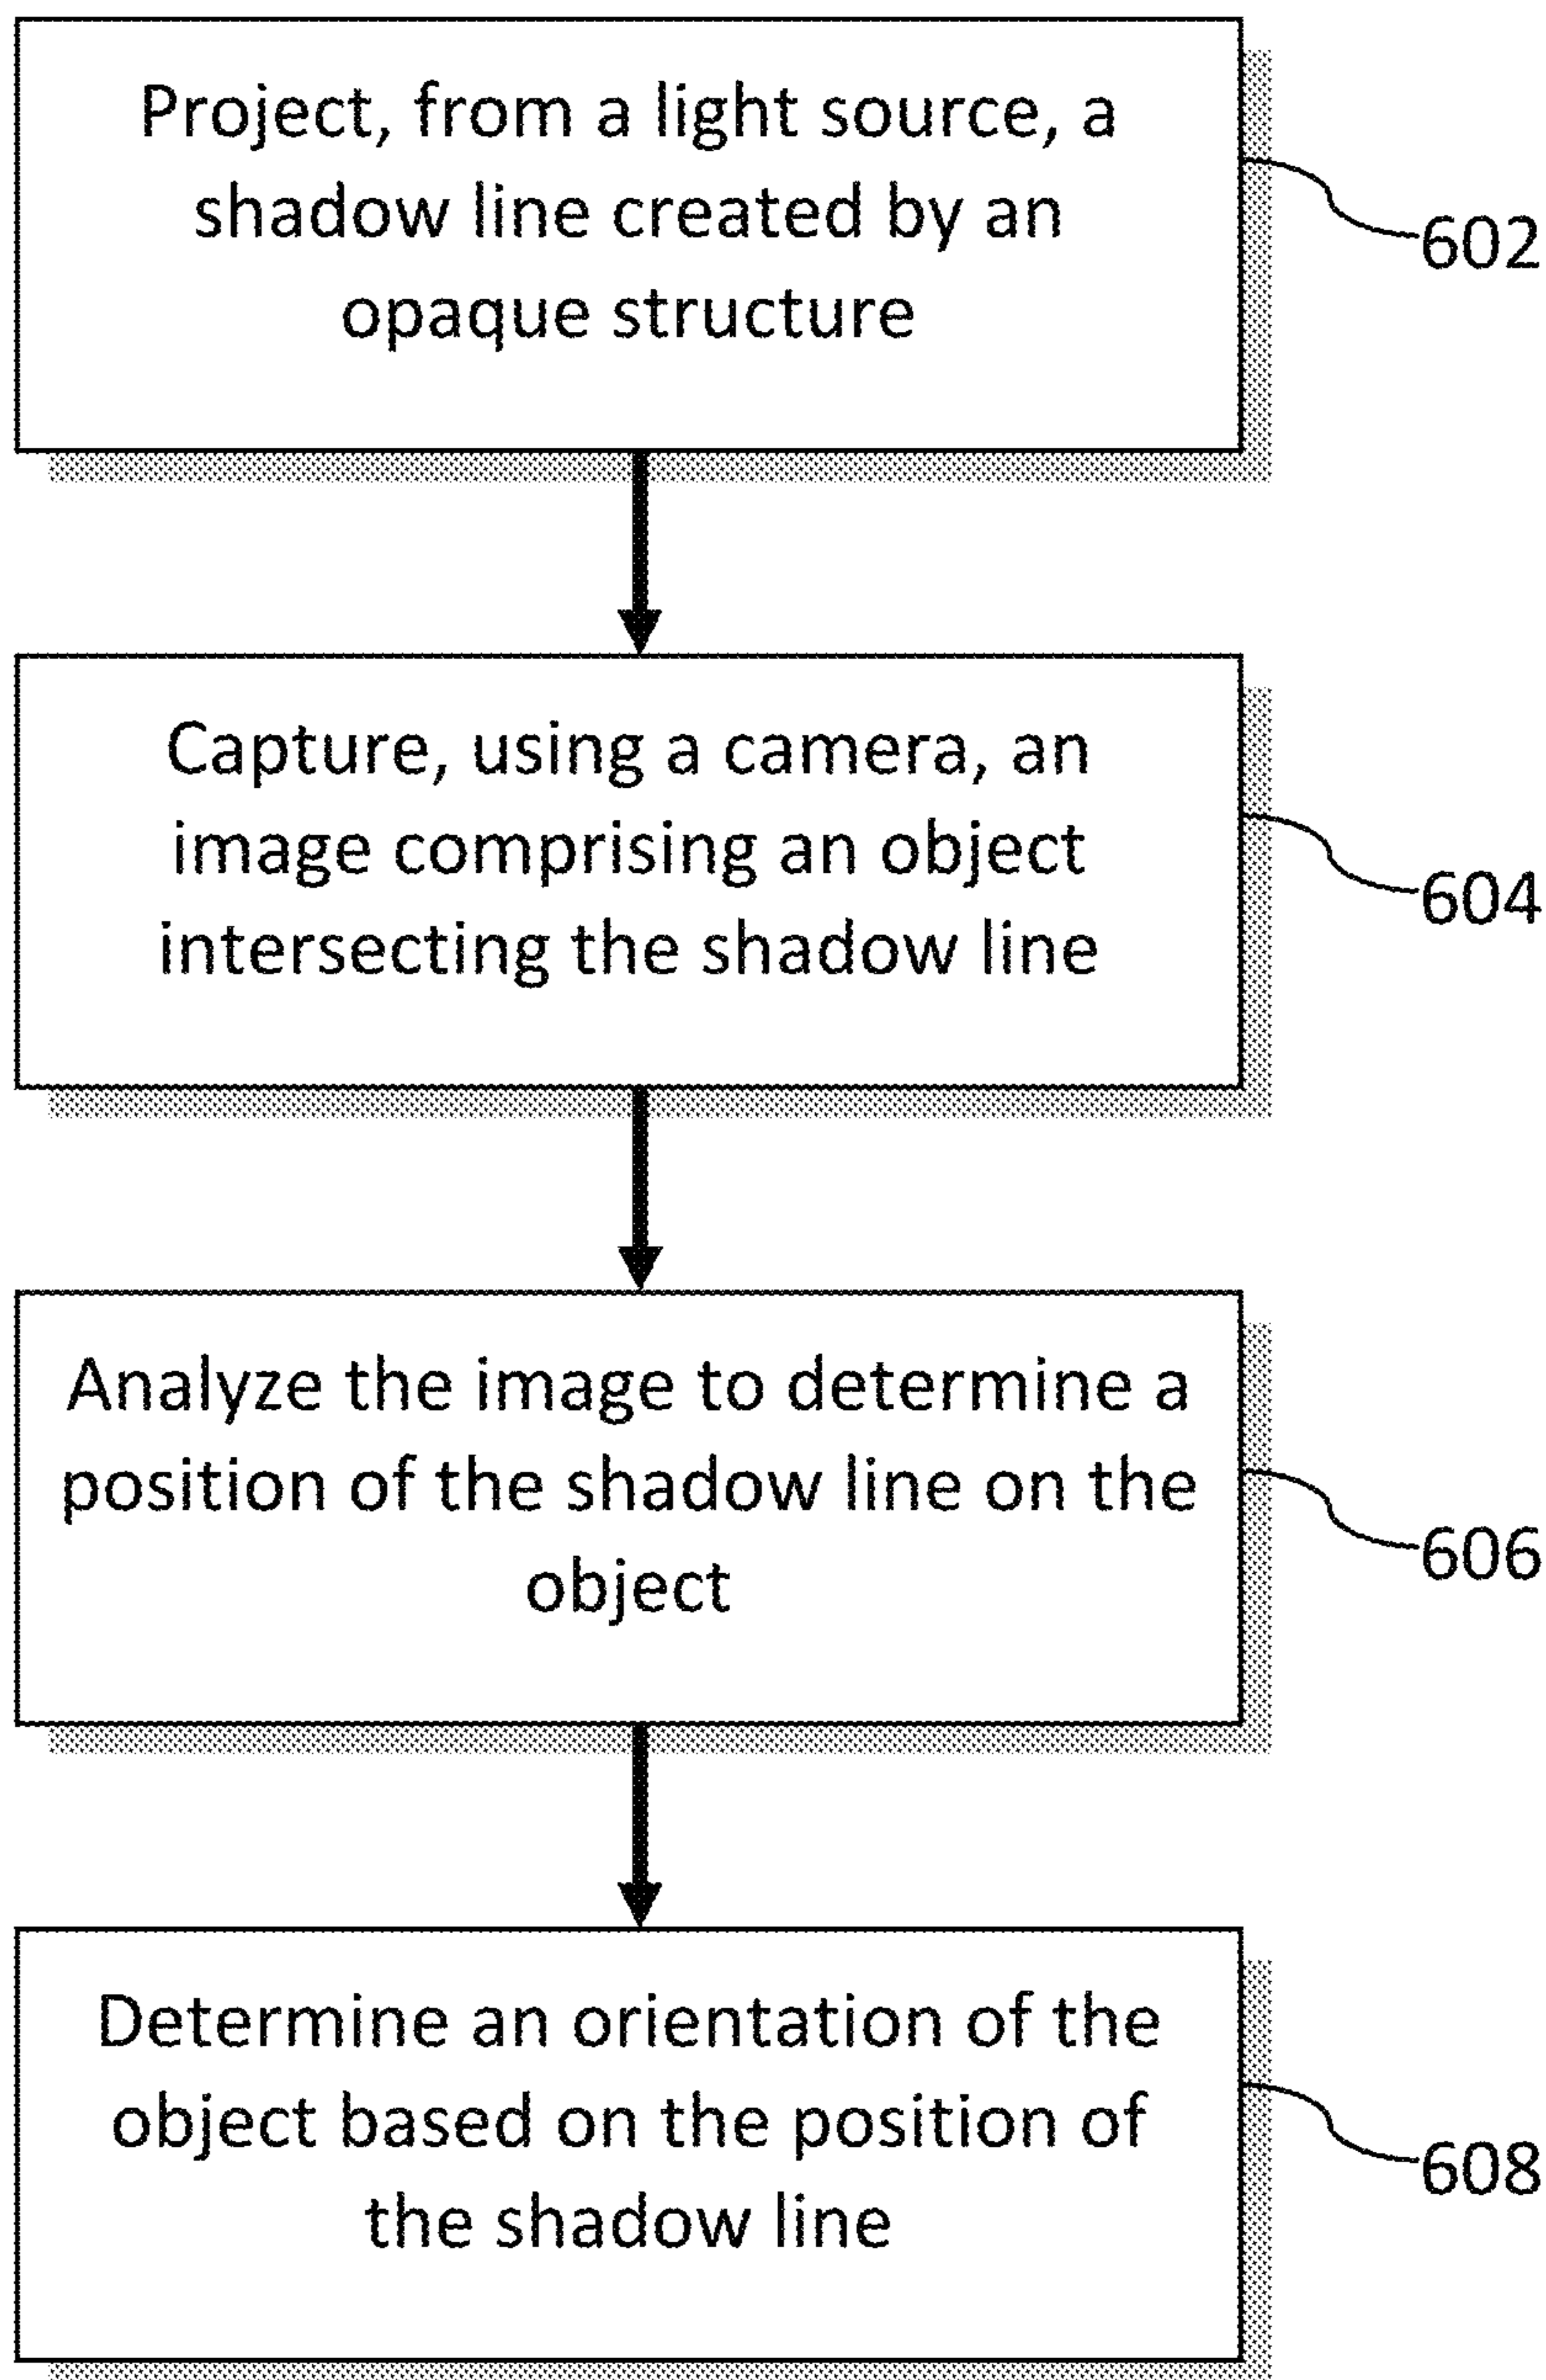 Project, from a light source, a
shadow line created by an
opaque structure
602
Capture, using a camera, an
image comprising an object
intersecting the shadow line
604
Analyze the image to determine a
position of the shadow line on the
object
606
Determine an orientation of the
object based on the position of
the shadow line
608